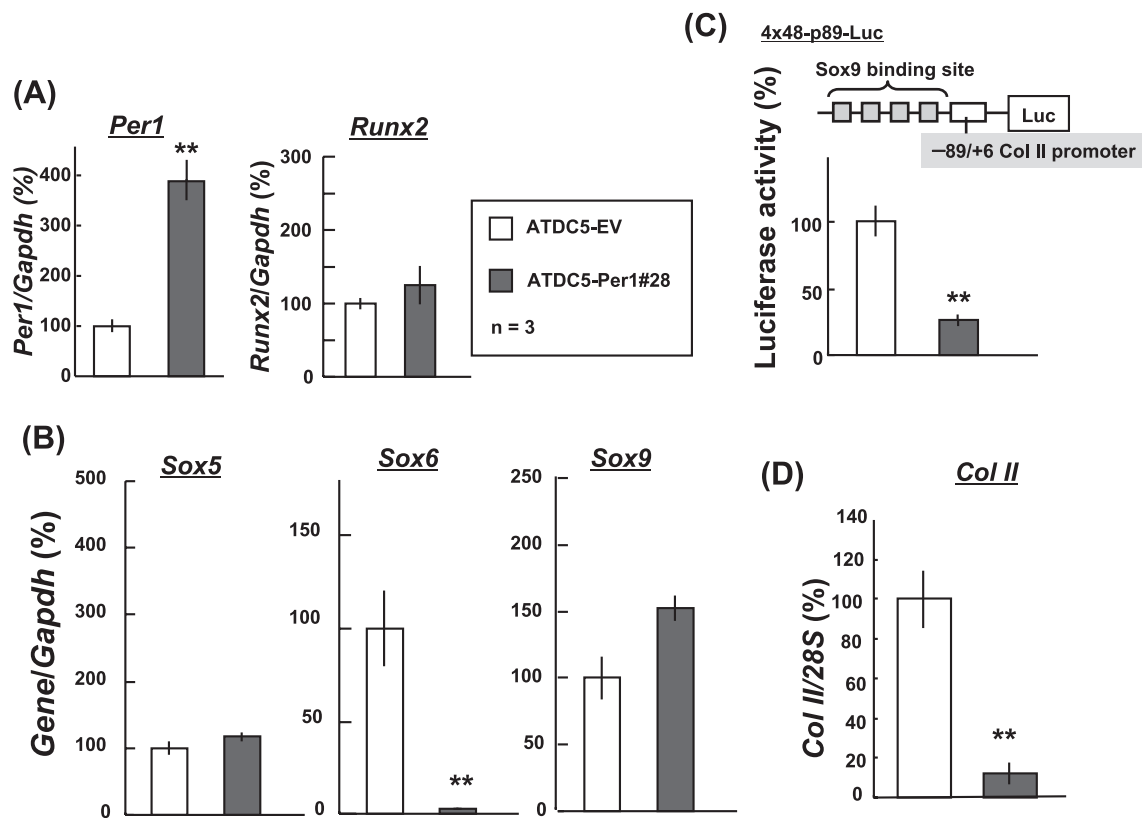 (A)
Per1
Per1/Gapdh (%)
400
300
200
100
0
**
Runx2
Runx2/Gapdh (%)
300
250
200
150
100
50
0
ATDC5-EV
ATDC5-Per1#28
n = 3
(C)
4x48-p89-Luc
Sox9 binding site
Luc
−89/+6 Col II promoter
Luciferase activity (%)
100
50
0
**
(B)
Gene/Gapdh (%)
Sox5
500
400
300
200
100
0
Sox6
150
100
50
0
**
Sox9
250
200
150
100
50
0
(D)
Col II
Col II/28S (%)
140
120
100
80
60
40
20
0
**